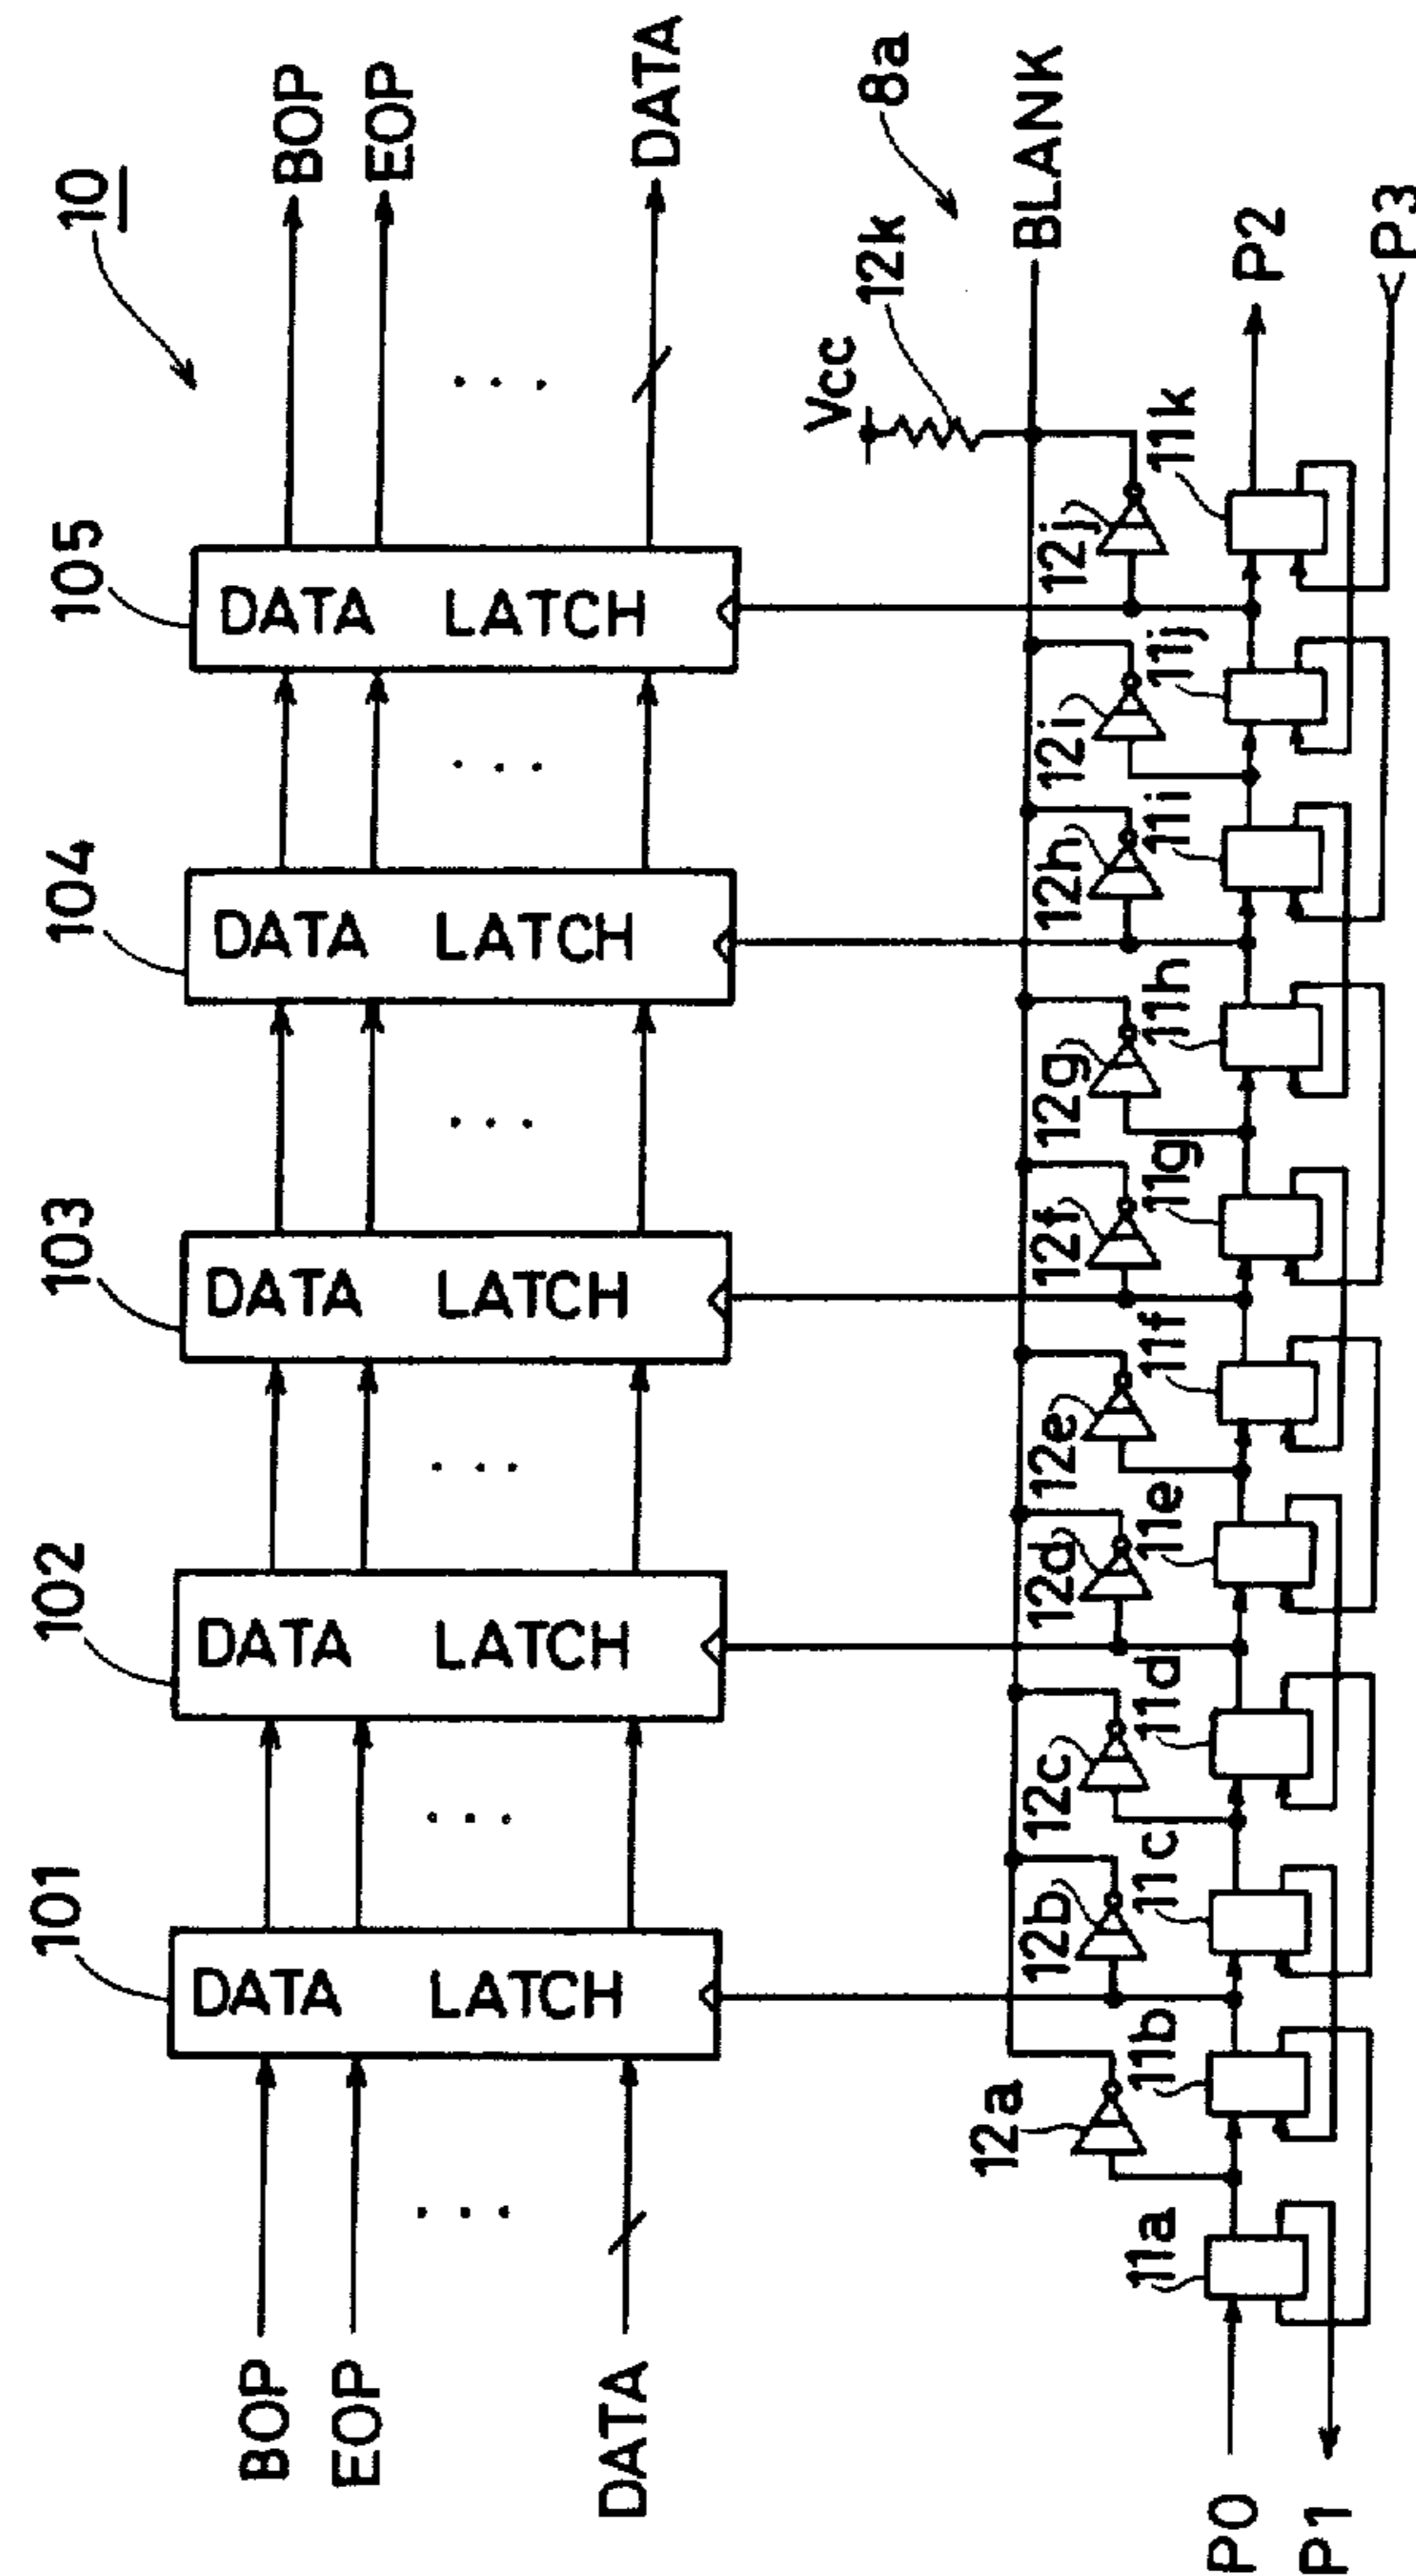 10
101
102
103
104
105
BOP
EOP
DATA
DATA LATCH
DATA LATCH
DATA LATCH
DATA LATCH
DATA LATCH
BOP
EOP
DATA
Vcc
12k
8a
BLANK
12a
12b
12c
12d
12e
12f
12g
12h
12i
12j
11a
11b
11c
11d
11e
11f
11g
11h
11i
11j
11k
P0
P1
P2
P3